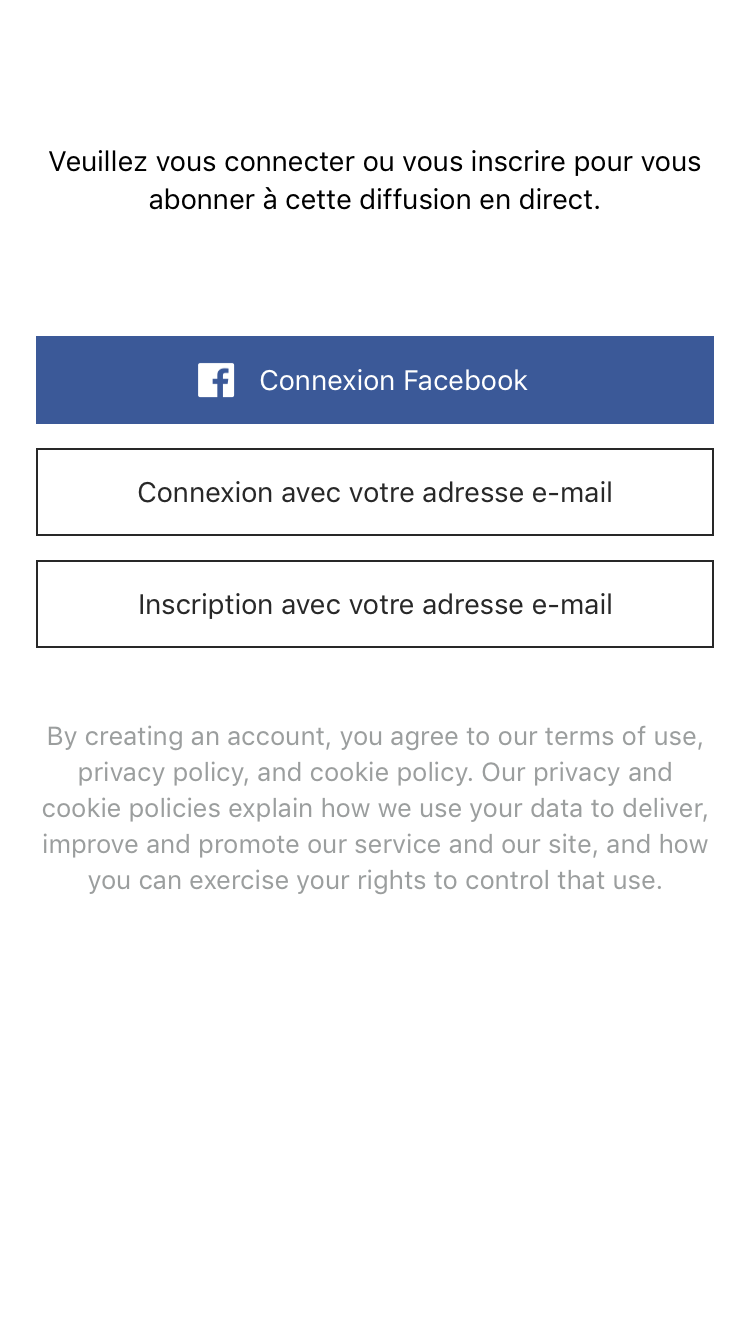 Veuillez vous connecter ou vous inscrire pour vous
abonner à cette diffusion en direct.
Connexion Facebook
Connexion avec votre adresse e-mail
Inscription avec votre adresse e-mail
By creating an account, you agree to our terms of use,
privacy policy, and cookie policy. Our privacy and
cookie policies explain how we use your data to deliver,
improve and promote our service and our site, and how
you can exercise your rights to control that use.